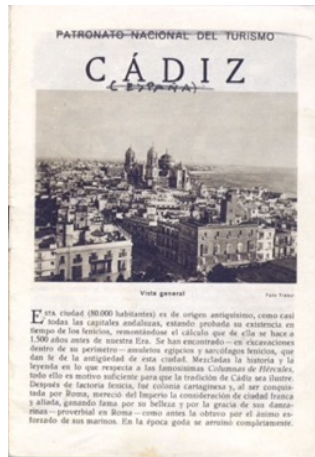 PATRONATO NACIONAL DEL TURISMO
CÁDIZ
(ESPAÑA)
Vista general
Foto
ESTA ciudad (80.000 habitantes) es de origen antiquísimo, como casi
todas las capitales andaluzas, estando probada su existencia en
tiempo de los fenicios, remontándose el cálculo que de ella se hace a
1.500 años antes de nuestra Era. Se han encontrado — en excavaciones
dentro de su perímetro — amuletos egipcios y sarcófagos fenicios, que
dan fe de la antigüedad de esta ciudad. Mezcladas la historia y la
leyenda en lo que respecta a las famosísimas Columnas de Hércules,
todo ello es motivo suficiente para que la tradición de Cádiz sea ilustre.
Después de factoría fenicia, fué colonia cartaginesa y, al ser conquis-
tada por Roma, mereció del Imperio la consideración de ciudad franca
y aliada, ganando fama por su belleza y por la gracia de sus danza-
rinas — proverbial en Roma — como antes la obtuvo por el ánimo es-
forzado de sus marinos. En la época goda se arruinó completamente.